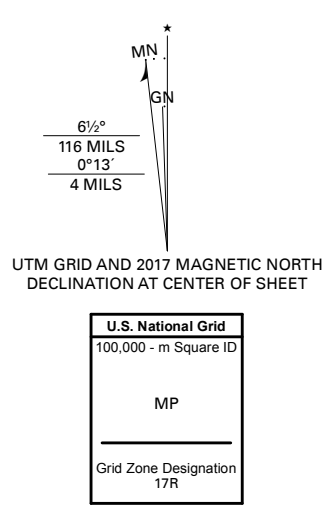 MN
GN
6½°
116 MILS
0°13´
4 MILS
UTM GRID AND 2017 MAGNETIC NORTH
DECLINATION AT CENTER OF SHEET
U.S. National Grid
100,000 - m Square ID
MP
Grid Zone Designation
17R